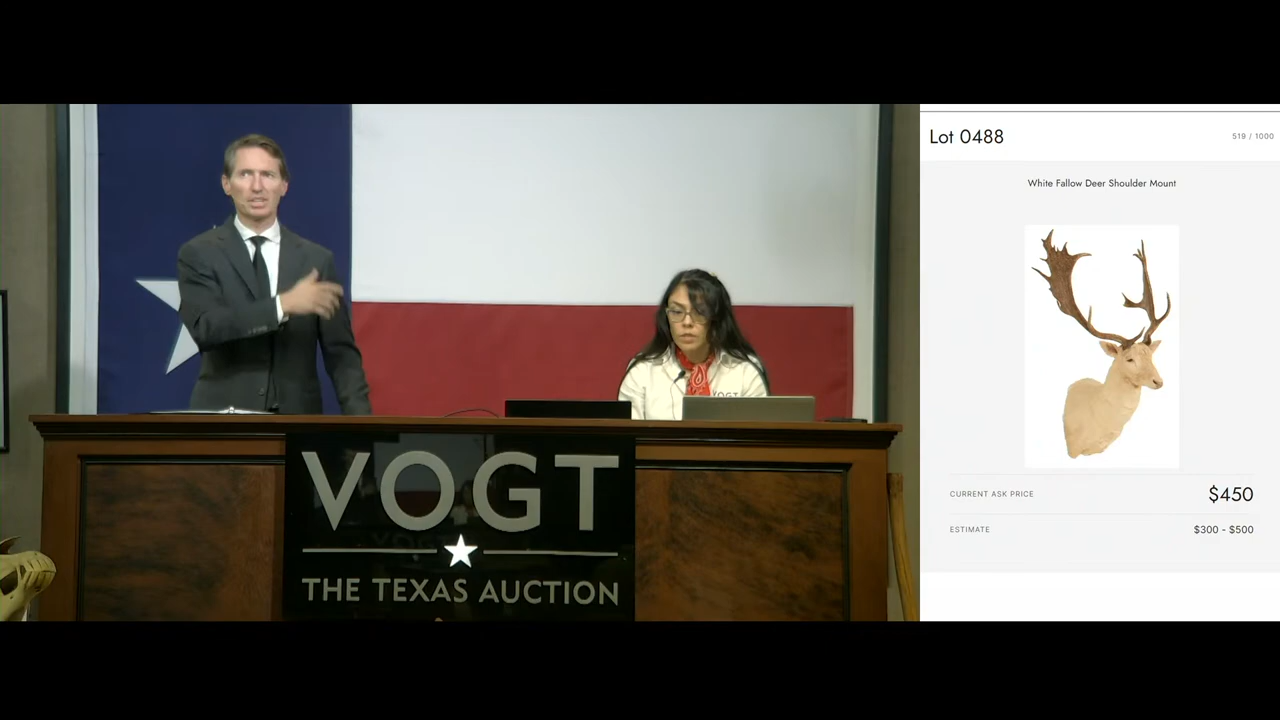 Lot 0488
519 / 1000
White Fallow Deer Shoulder Mount
CURRENT ASK PRICE
$450
ESTIMATE
$300 - $500
VOGT
VOGT
THE TEXAS AUCTION